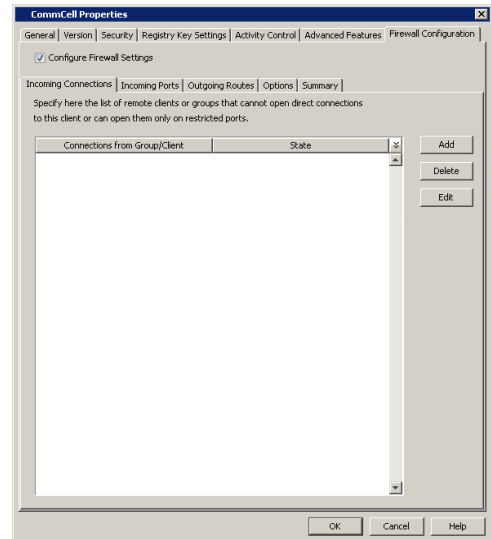 CommCell Properties
General Version Security Registry Key Settings Activity Control Advanced Features Firewall Configuration
Configure Firewall Settings
Incoming Connections Incoming Ports Outgoing Routes Options Summary
Specify here the list of remote clients or groups that cannot open direct connections
to this client or can open them only on restricted ports.
Connections from Group/Client State
Add
Delete
Edit
OK Cancel Help